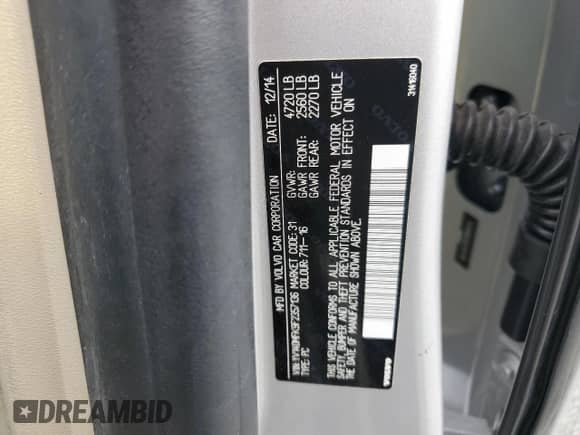 MFD BY VOLVO CAR CORPORATION DATE: 12/14
GVWR: 4720 LB
GAWR FRONT: 2560 LB
GAWR REAR: 2270 LB
MARKET CODE: 31
TYPE: PC COLOUR: 711-16
THIS VEHICLE CONFORMS TO ALL APPLICABLE FEDERAL MOTOR VEHICLE
SAFETY, BUMPER AND THEFT PREVENTION STANDARDS IN EFFECT ON
DATE OF MANUFACTURE SHOWN ABOVE.
VOLVO
31416040
DREAMBID